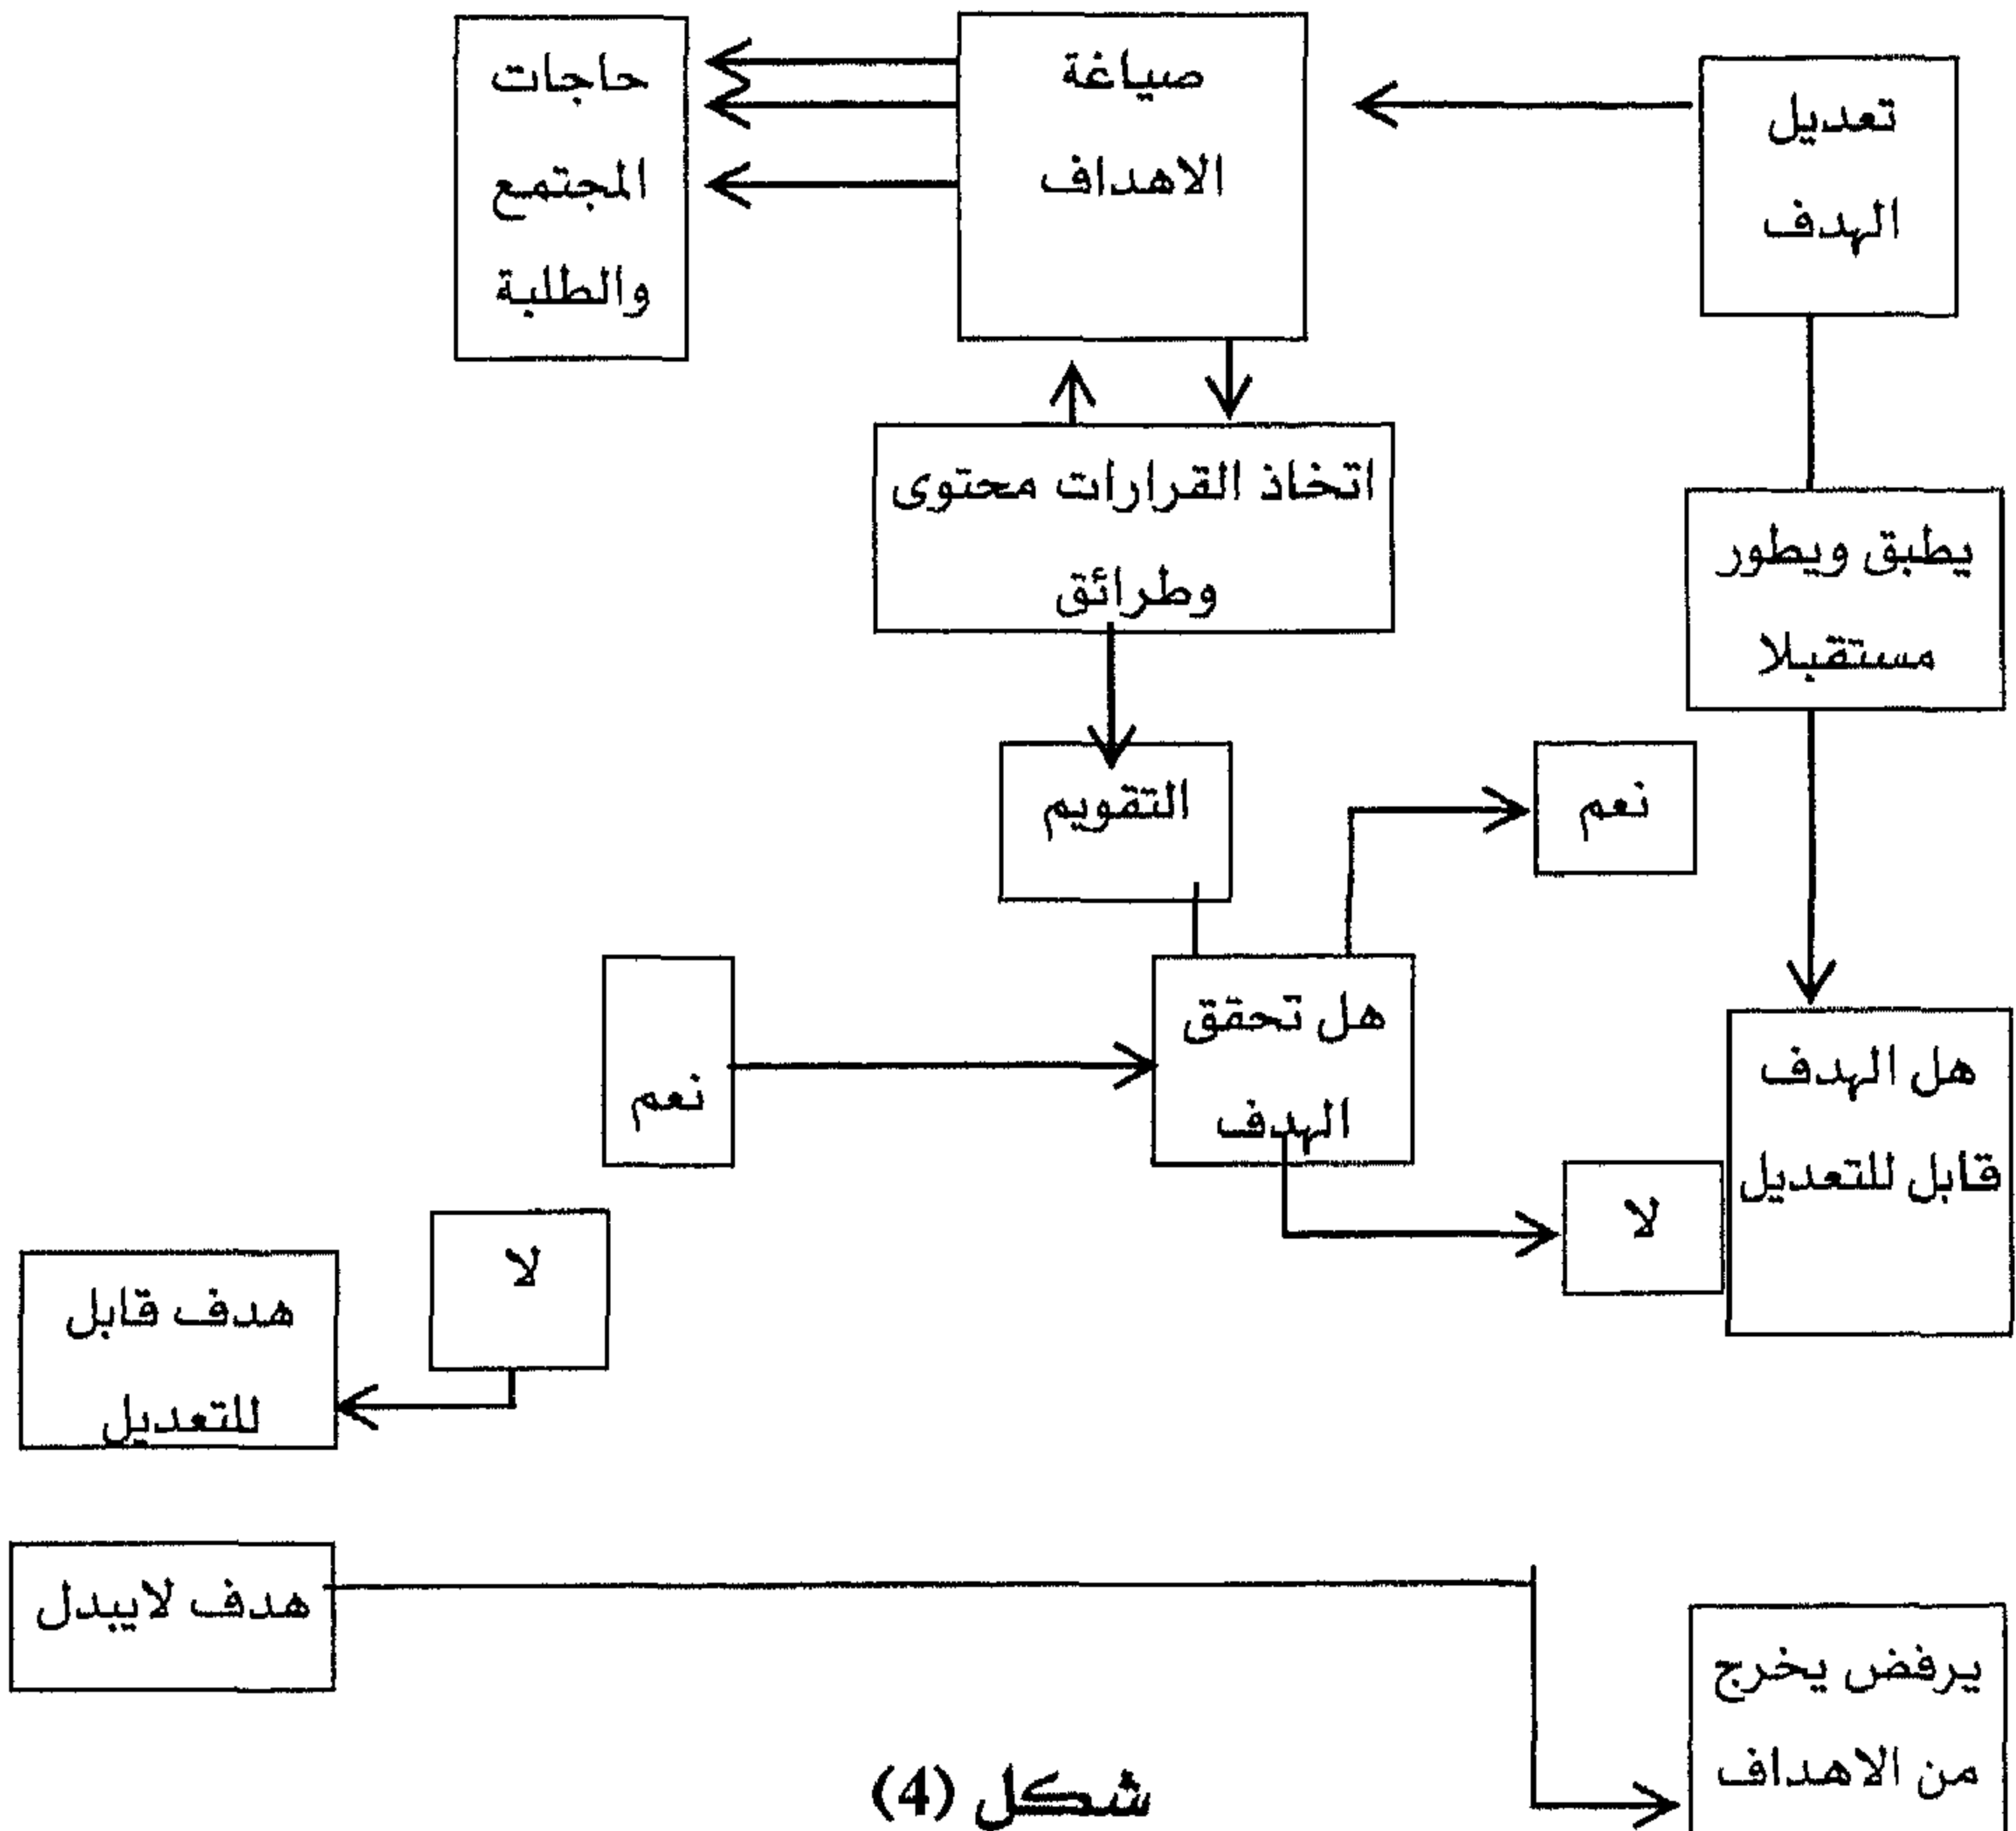 تعديل
الهدف
صياغة
الاهداف
حاجات
المجتمع
والطلبة
اتخاذ القرارات محتوى
وطرائق
يطبق ويطور
مستقبلا
التقويم
نعم
هل تحقق
الهدف
نعم
هل الهدف
قابل للتعديل
لا
لا
هدف قابل
للتعديل
هدف لايبدل
يرفض يخرج
من الاهداف
شكل (4)